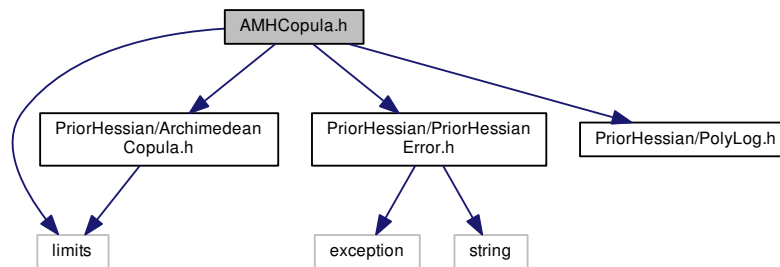 AMHCopula.h
PriorHessian/Archimedean
Copula.h
PriorHessian/PriorHessian
Error.h
PriorHessian/PolyLog.h
limits
exception
string